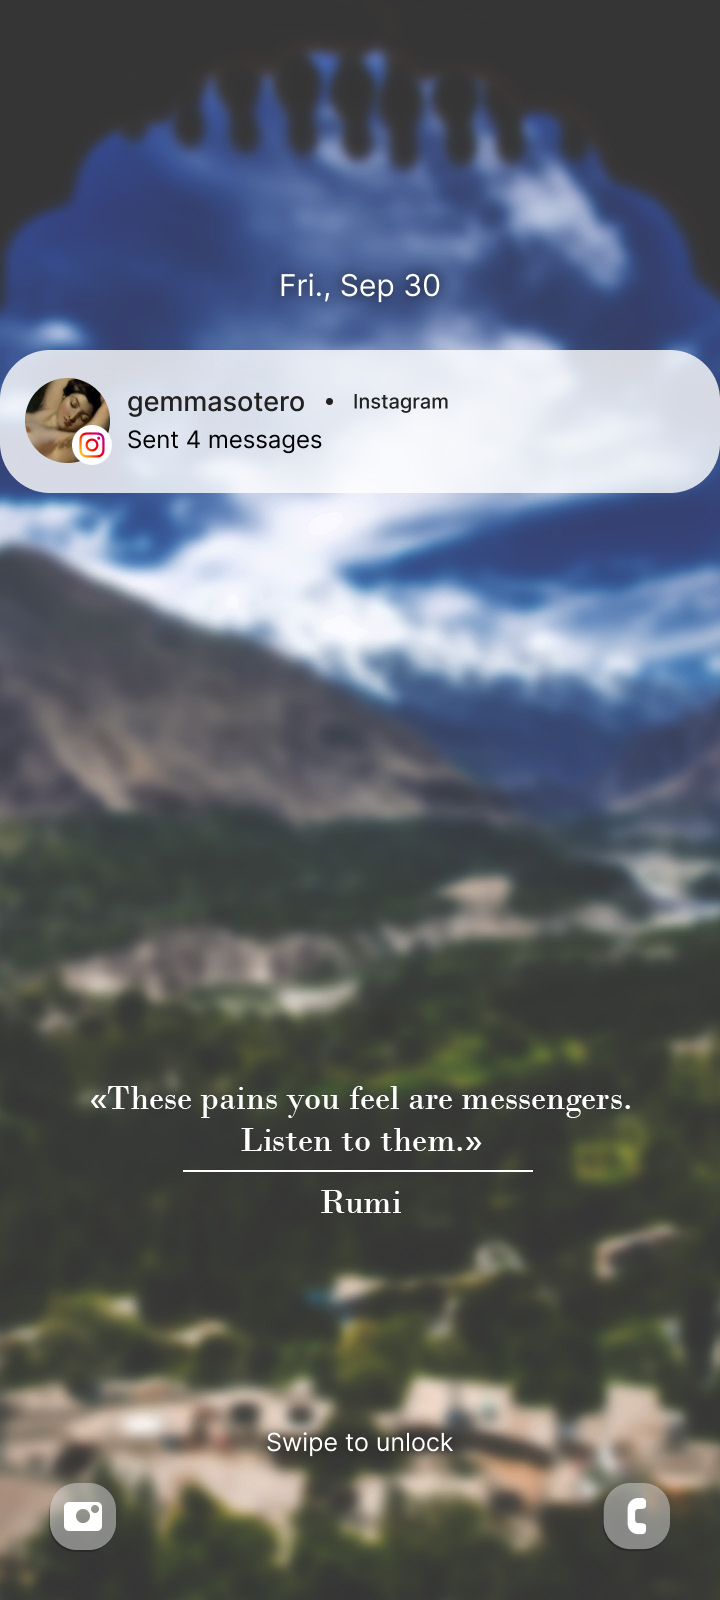 Fri., Sep 30
gemmasotero • Instagram
Sent 4 messages
«These pains you feel are messengers.
Listen to them.»
Rumi
Swipe to unlock